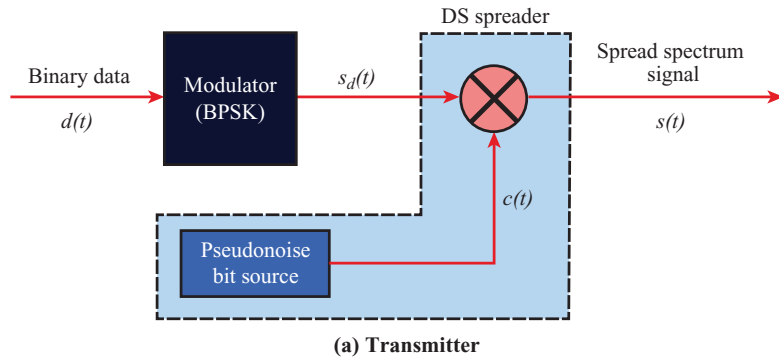 DS spreader
Binary data
d(t)
Modulator
(BPSK)
s_d(t)
Spread spectrum
signal
s(t)
c(t)
Pseudonoise
bit source
(a) Transmitter